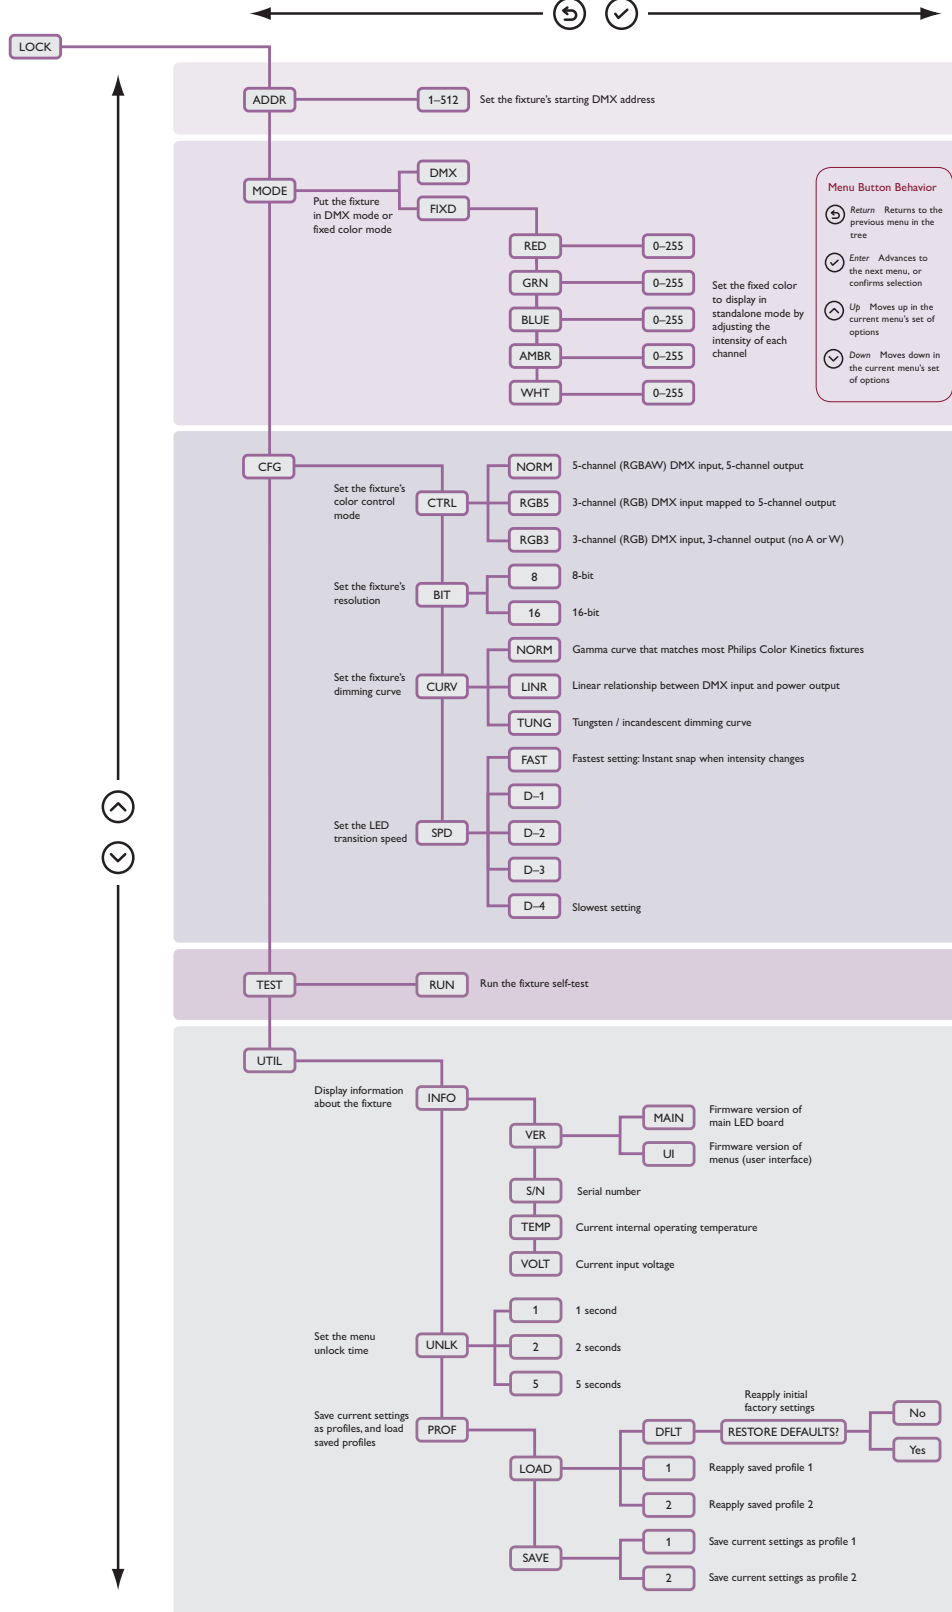 LOCK
ADDR
1–512
Set the fixture's starting DMX address
MODE
Put the fixture
in DMX mode or
fixed color mode
DMX
FIXD
RED
0–255
GRN
0–255
BLUE
0–255
AMBR
0–255
WHT
0–255
Set the fixed color
to display in
standalone mode by
adjusting the
intensity of each
channel
Menu Button Behavior
Return Returns to the
previous menu in the
tree
Enter Advances to
the next menu, or
confirms selection
Up Moves up in the
current menu's set of
options
Down Moves down in
the current menu's set
of options
CFG
Set the fixture's
color control
mode
CTRL
NORM
5-channel (RGBAW) DMX input, 5-channel output
RGB5
3-channel (RGB) DMX input mapped to 5-channel output
RGB3
3-channel (RGB) DMX input, 3-channel output (no A or W)
Set the fixture's
resolution
BIT
8
8-bit
16
16-bit
Set the fixture's
dimming curve
CURV
NORM
Gamma curve that matches most Philips Color Kinetics fixtures
LINR
Linear relationship between DMX input and power output
TUNG
Tungsten / incandescent dimming curve
Set the LED
transition speed
SPD
FAST
Fastest setting: Instant snap when intensity changes
D–1
D–2
D–3
D–4
Slowest setting
TEST
RUN
Run the fixture self-test
UTIL
Display information
about the fixture
INFO
VER
MAIN
Firmware version of
main LED board
UI
Firmware version of
menus (user interface)
S/N
Serial number
TEMP
Current internal operating temperature
VOLT
Current input voltage
Set the menu
unlock time
UNLK
1
1 second
2
2 seconds
5
5 seconds
Save current settings
as profiles, and load
saved profiles
PROF
LOAD
DFLT
Reapply initial
factory settings
RESTORE DEFAULTS?
No
Yes
1
Reapply saved profile 1
2
Reapply saved profile 2
SAVE
1
Save current settings as profile 1
2
Save current settings as profile 2